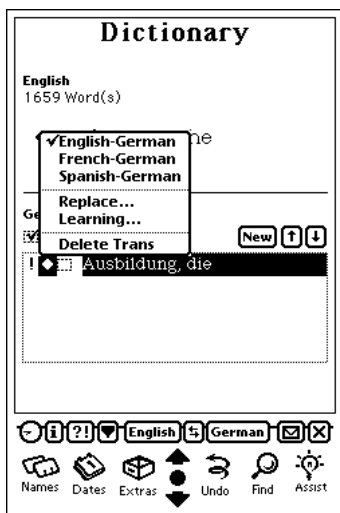 Dictionary
English
1659 Word(s)
✓English-German
French-German
Spanish-German
Replace...
Learning...
Delete Trans
New
! Ausbildung, die
?! English German
Names Dates Extras Undo Find Assist